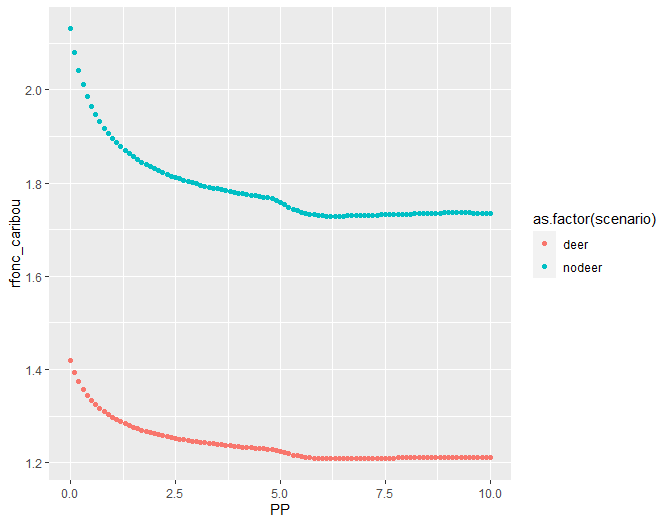 2.0
1.8
1.6
1.4
1.2
rfonc_caribou
0.0 2.5 5.0 7.5 10.0
PP
as.factor(scenario)
deer
nodeer